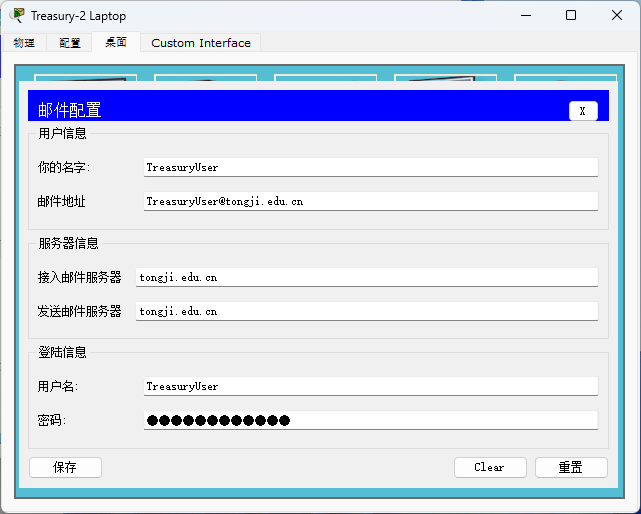 Treasury-2 Laptop
物理 配置 桌面 Custom Interface
邮件配置 X
用户信息
你的名字: TreasuryUser
邮件地址 TreasuryUser@tongji.edu.cn
服务器信息
接入邮件服务器 tongji.edu.cn
发送邮件服务器 tongji.edu.cn
登陆信息
用户名: TreasuryUser
密码: ●●●●●●●●●●●●
保存 Clear 重置